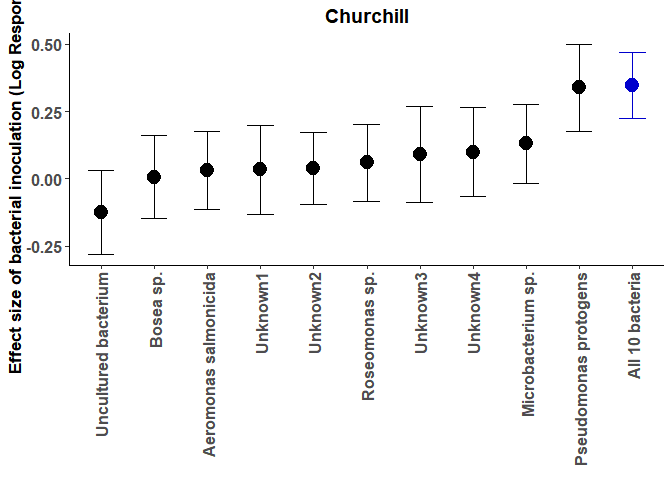 Churchill
Effect size of bacterial inoculation (Log Respon
0.50
0.25
0.00
-0.25
Uncultured bacterium
Bosea sp.
Aeromonas salmonicida
Unknown1
Unknown2
Roseomonas sp.
Unknown3
Unknown4
Microbacterium sp.
Pseudomonas protogens
All 10 bacteria